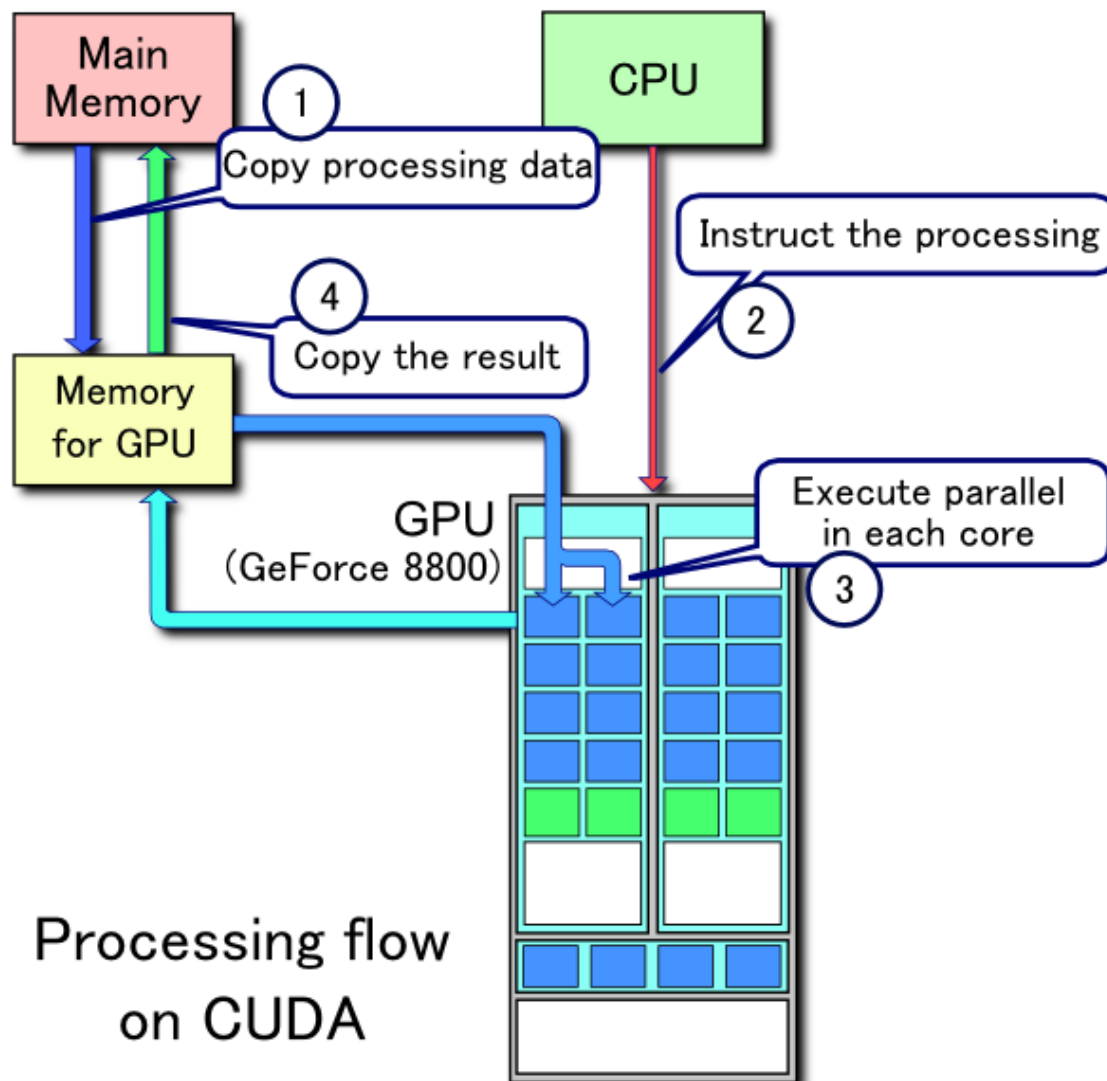 Main
Memory
CPU
1
Copy processing data
Instruct the processing
2
4
Copy the result
Memory
for GPU
GPU
(GeForce 8800)
Execute parallel
in each core
3
Processing flow
on CUDA